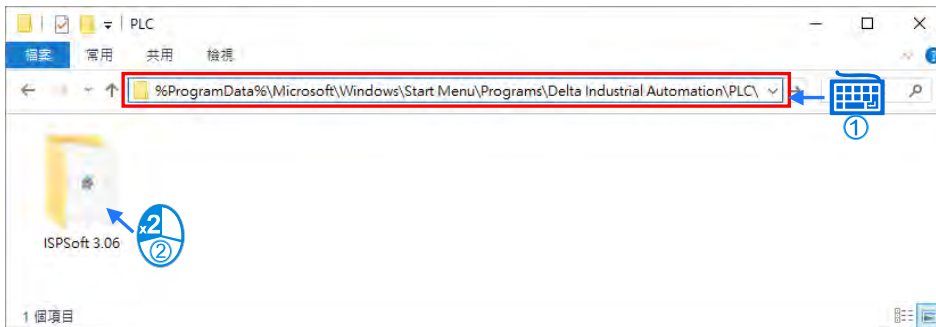 PLC
檔案 常用 共用 檢視
%ProgramData%\Microsoft\Windows\Start Menu\Programs\Delta Industrial Automation\PLC\
①
x2
②
ISPSoft 3.06
1 個項目